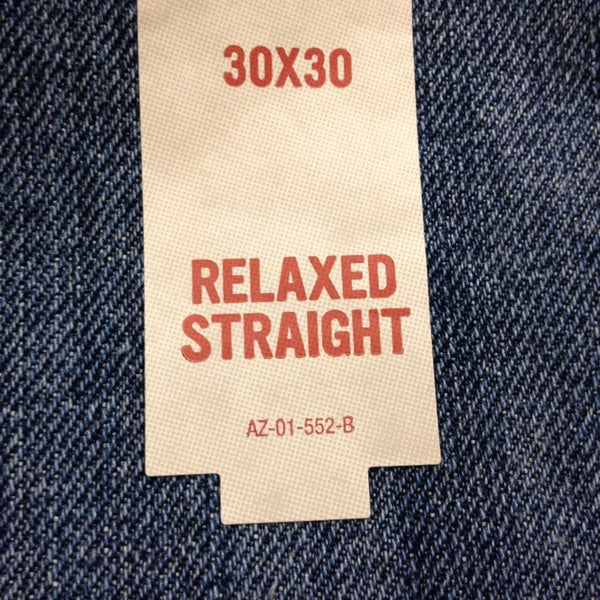 30X30
RELAXED
STRAIGHT
AZ-01-552-B